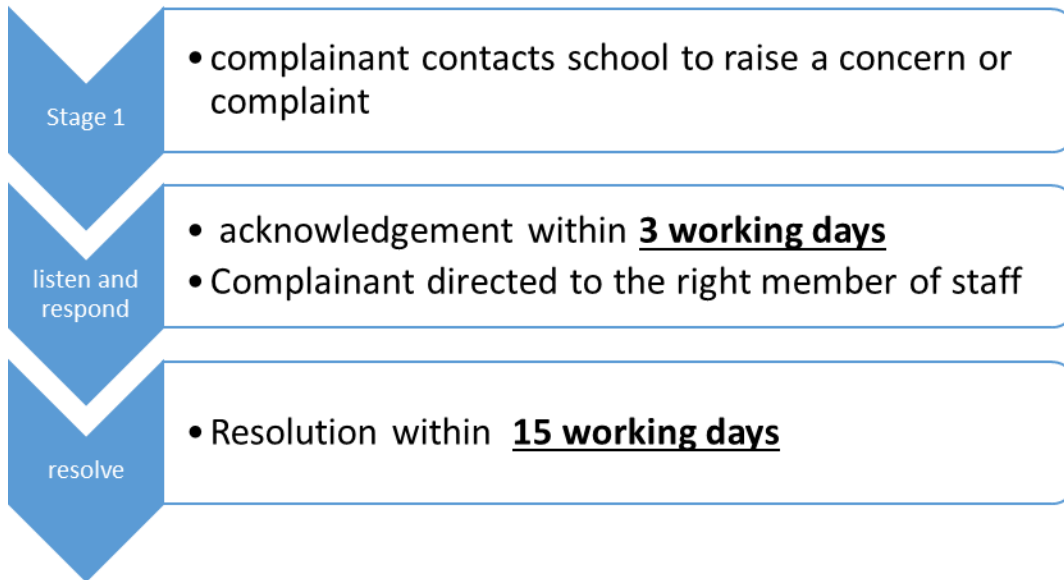 Stage 1
• complainant contacts school to raise a concern or
complaint
listen and
respond
• acknowledgement within 3 working days
• Complainant directed to the right member of staff
resolve
• Resolution within 15 working days